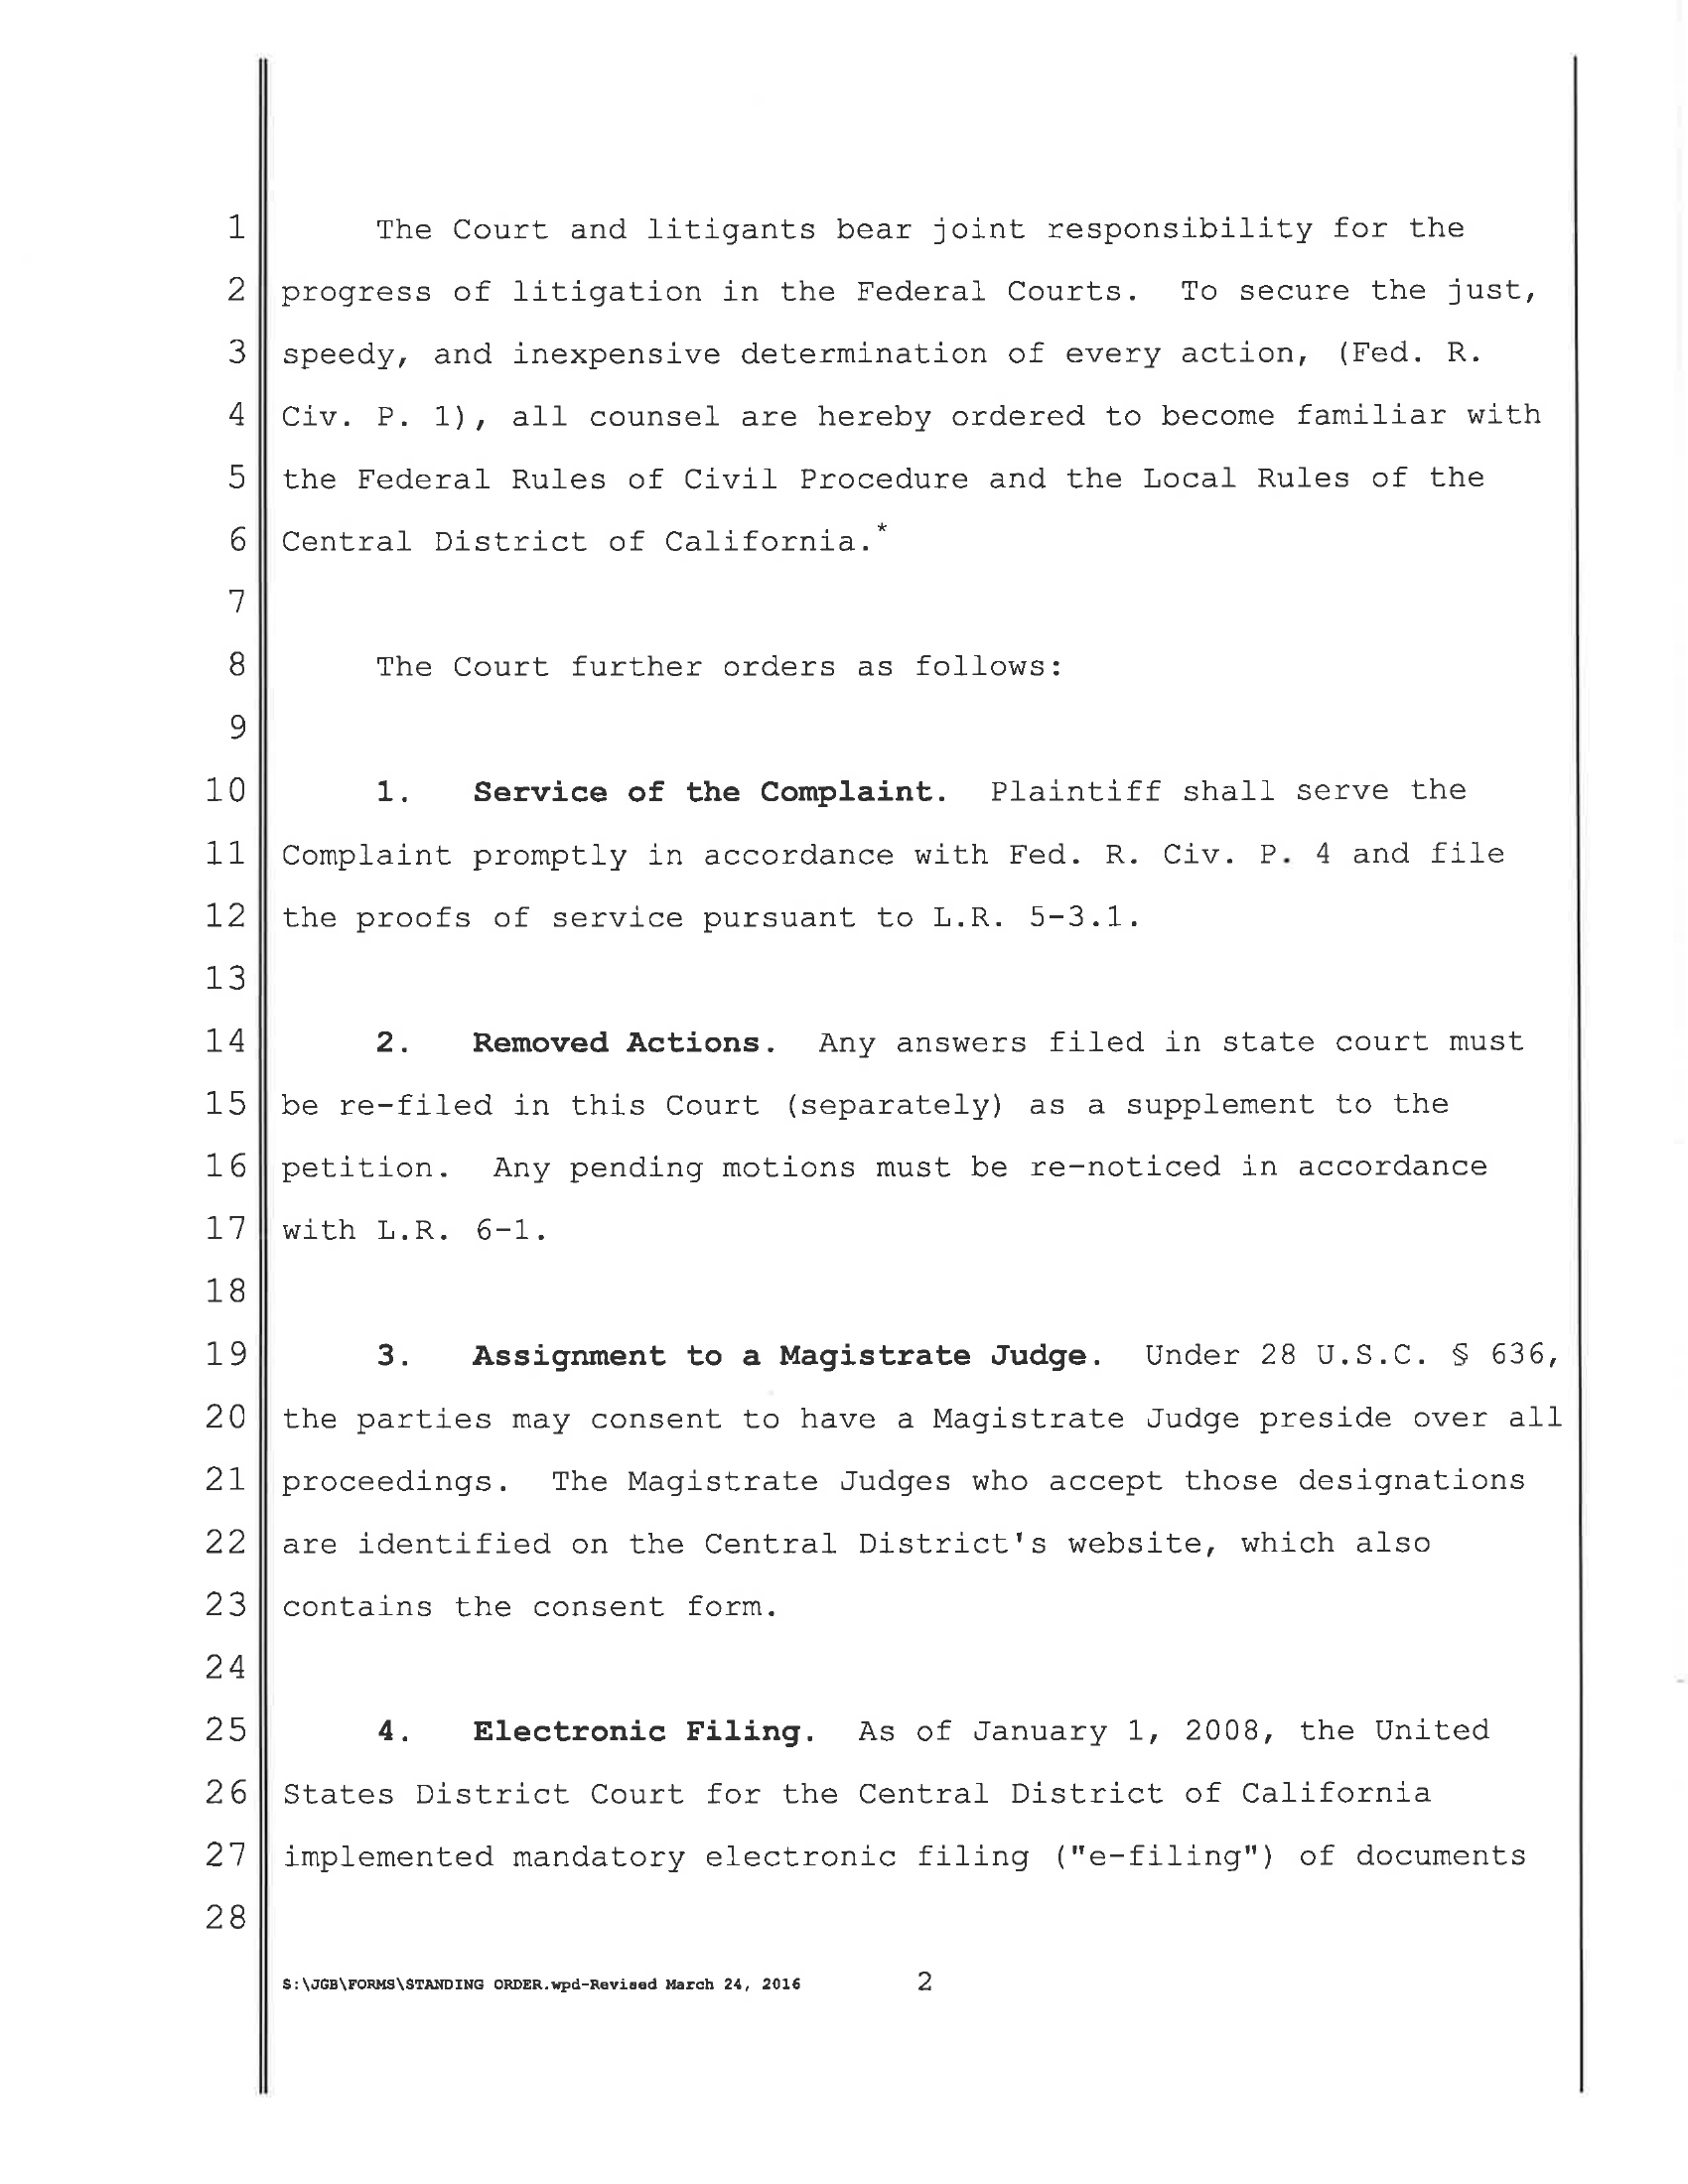 1 The Court and litigants bear joint responsibility for the
2 progress of litigation in the Federal Courts. To secure the just,
3 speedy, and inexpensive determination of every action, (Fed. R.
4 Civ. P. 1), all counsel are hereby ordered to become familiar with
5 the Federal Rules of Civil Procedure and the Local Rules of the
6 Central District of California.*
7
8 The Court further orders as follows:
9
10 1. Service of the Complaint. Plaintiff shall serve the
11 Complaint promptly in accordance with Fed. R. Civ. P. 4 and file
12 the proofs of service pursuant to L.R. 5-3.1.
13
14 2. Removed Actions. Any answers filed in state court must
15 be re-filed in this Court (separately) as a supplement to the
16 petition. Any pending motions must be re-noticed in accordance
17 with L.R. 6-1.
18
19 3. Assignment to a Magistrate Judge. Under 28 U.S.C. § 636,
20 the parties may consent to have a Magistrate Judge preside over all
21 proceedings. The Magistrate Judges who accept those designations
22 are identified on the Central District's website, which also
23 contains the consent form.
24
25 4. Electronic Filing. As of January 1, 2008, the United
26 States District Court for the Central District of California
27 implemented mandatory electronic filing ("e-filing") of documents
28
S:\JGB\FORMS\STANDING ORDER.wpd-Revised March 24, 2016 2